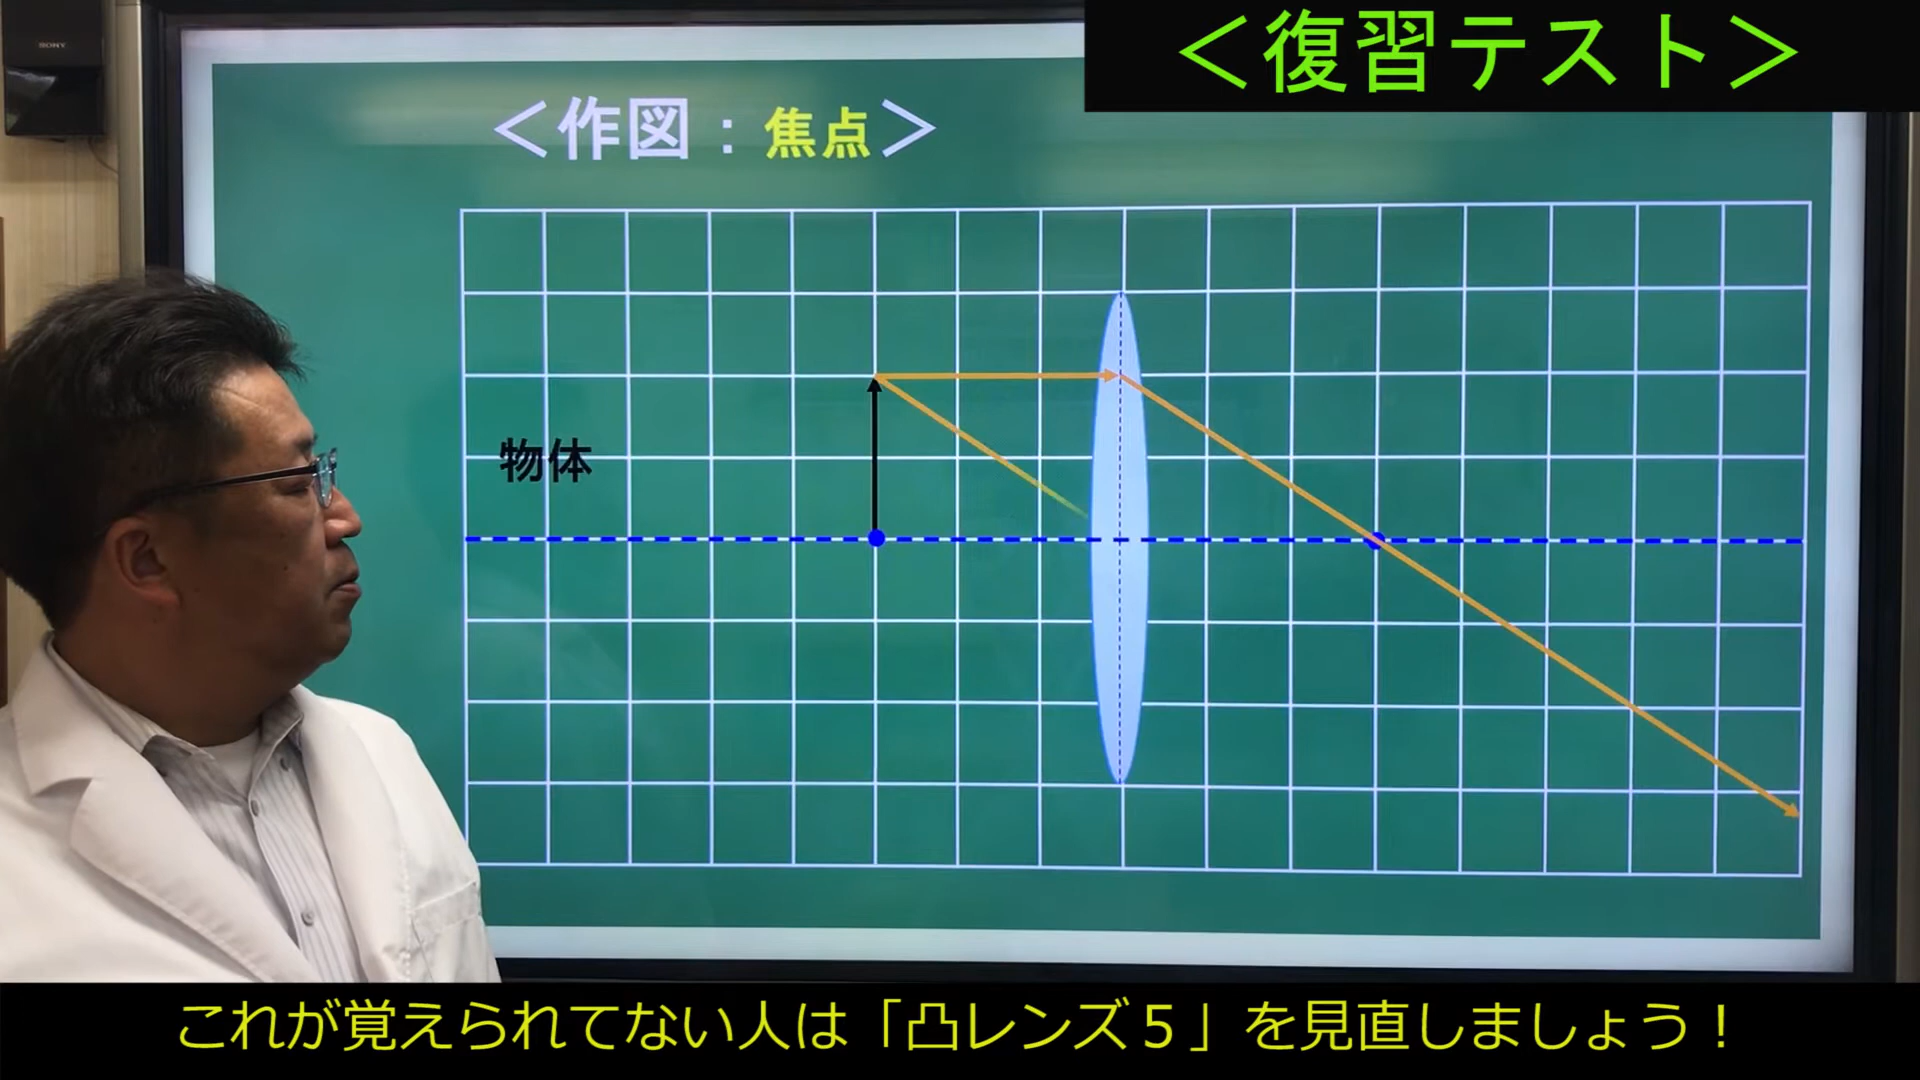 SONY
＜復習テスト＞
＜作図：焦点＞
物体
これが覚えられてない人は「凸レンズ５」を見直しましょう！